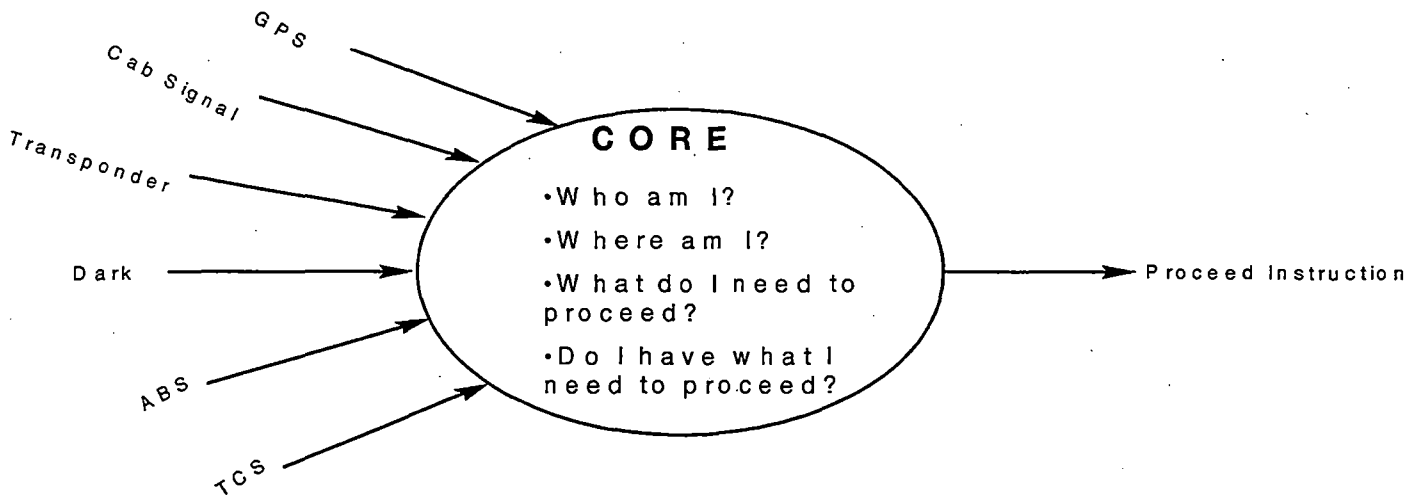 GPS
Cab Signal
Transponder
Dark
ABS
TCS
CORE
•Who am I?
•Where am I?
•What do I need to
proceed?
•Do I have what I
need to proceed?
Proceed Instruction